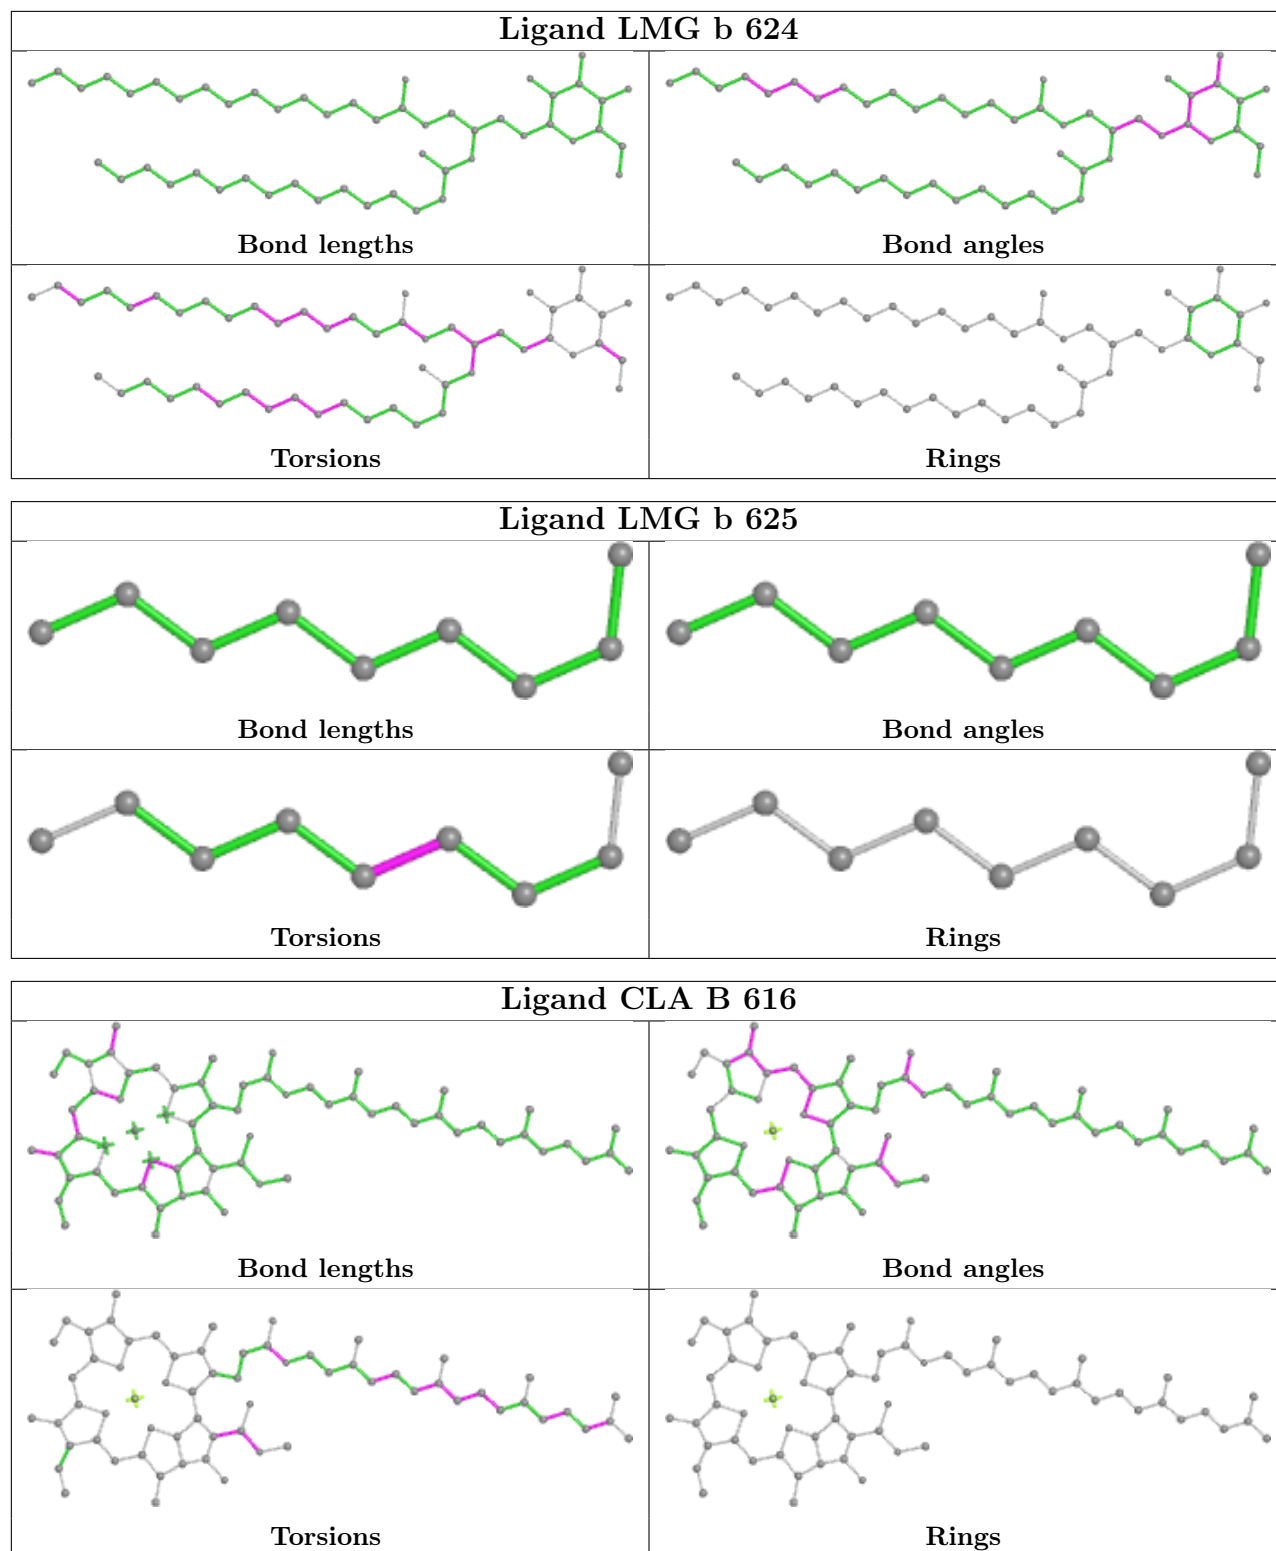 Ligand LMG b 624
Bond lengths
Bond angles
Torsions
Rings
Ligand LMG b 625
Bond lengths
Bond angles
Torsions
Rings
Ligand CLA B 616
Bond lengths
Bond angles
Torsions
Rings